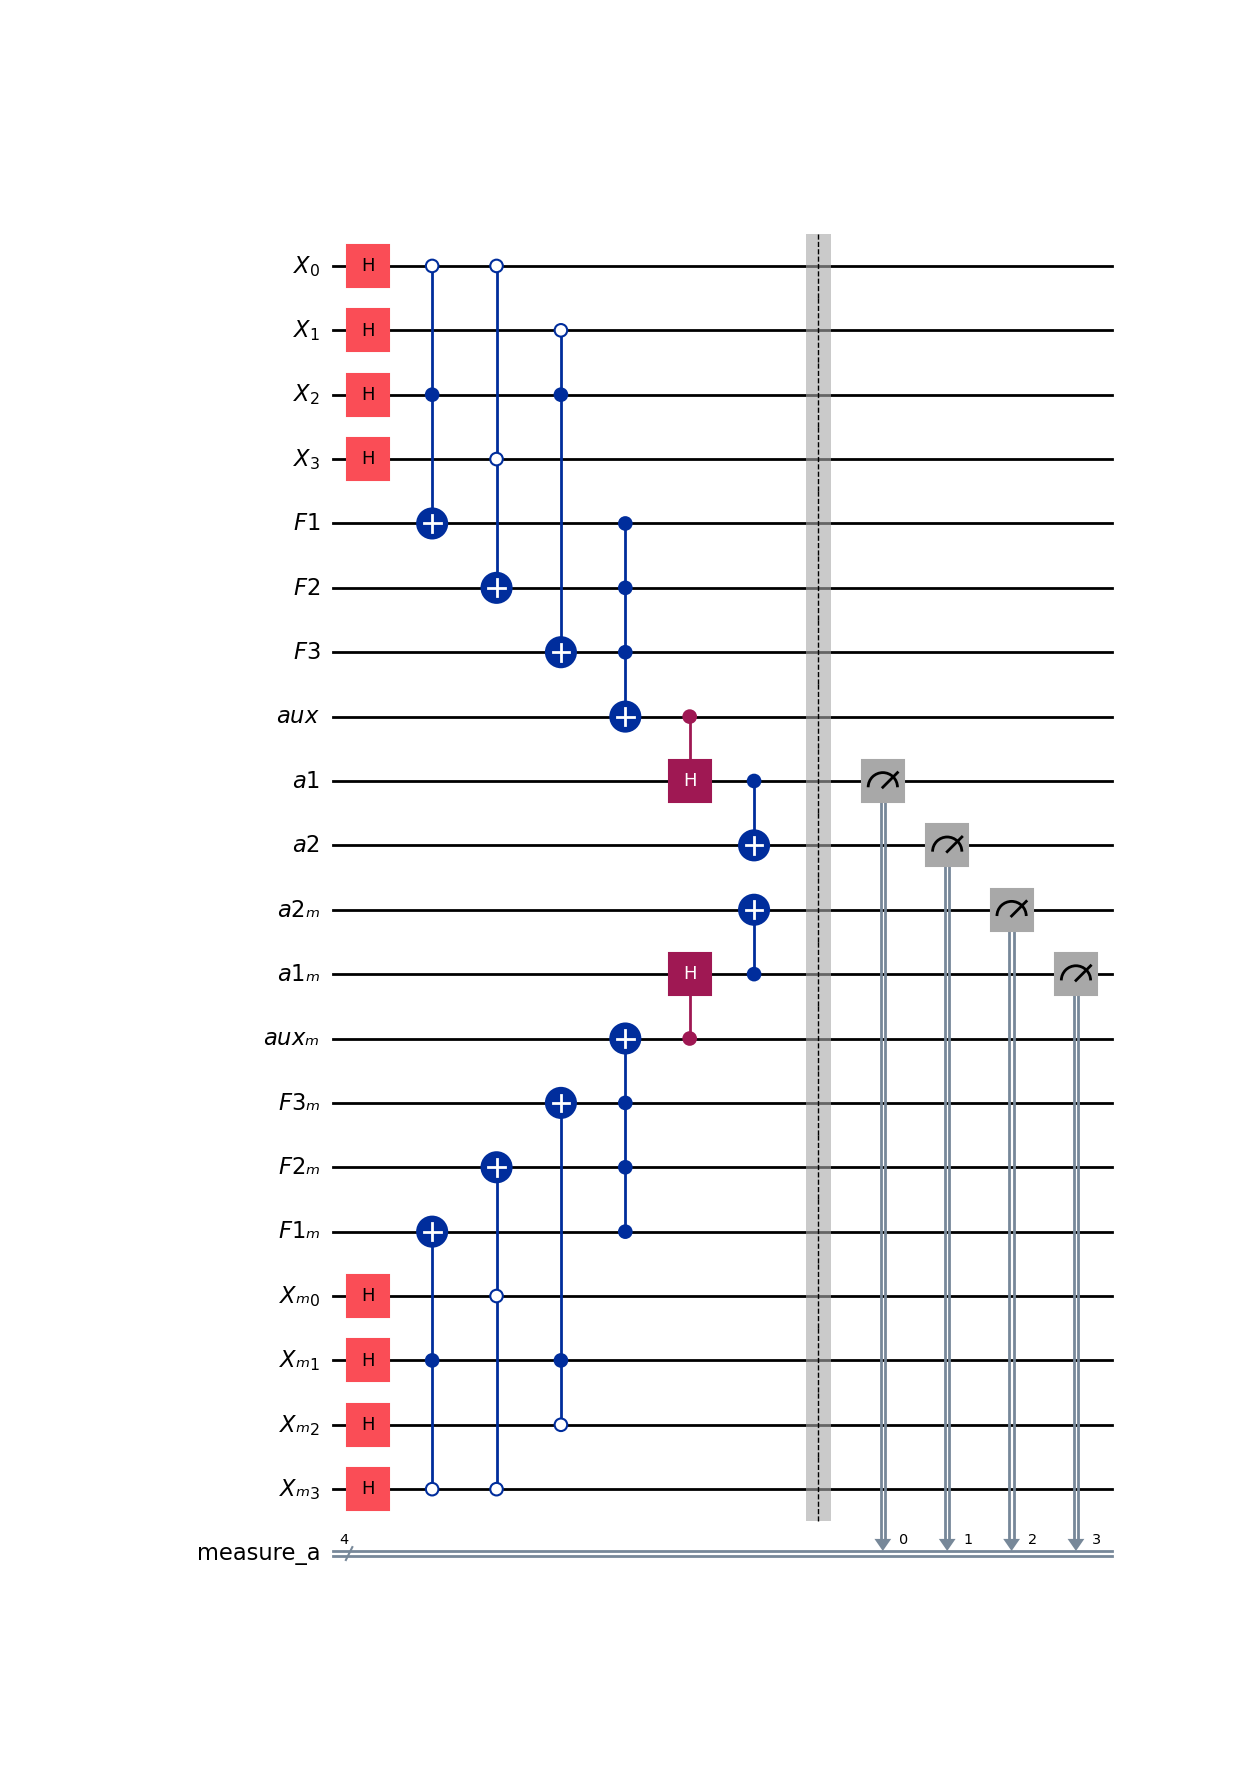 X₀ H
X₁ H
X₂ H
X₃ H
F1
F2
F3
aux
a1 H
a2
a2ₘ
a1ₘ H
auxₘ
F3ₘ
F2ₘ
F1ₘ
Xₘ₀ H
Xₘ₁ H
Xₘ₂ H
Xₘ₃ H
4 0 1 2 3
measure_a